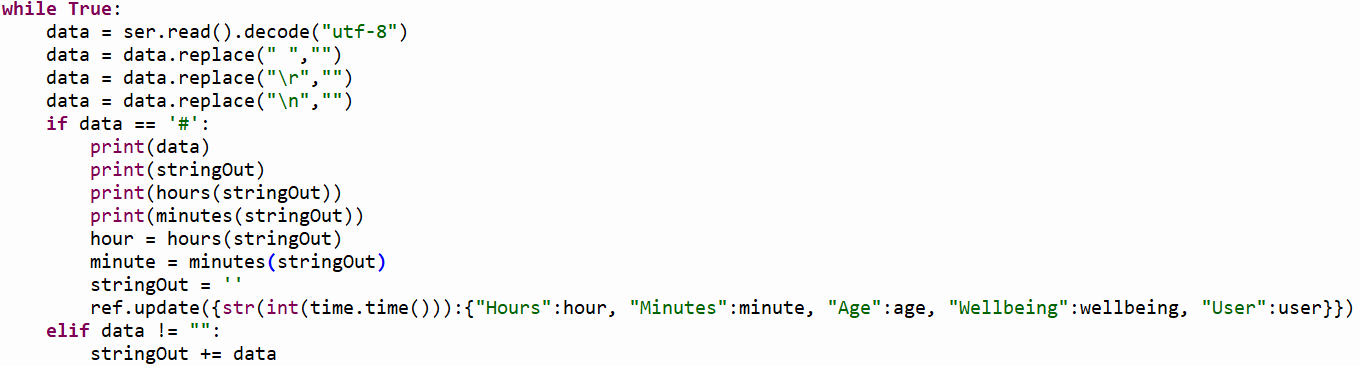 while True:
    data = ser.read().decode("utf-8")
    data = data.replace(" ","")
    data = data.replace("\r","")
    data = data.replace("\n","")
    if data == '#':
        print(data)
        print(stringOut)
        print(hours(stringOut))
        print(minutes(stringOut))
        hour = hours(stringOut)
        minute = minutes(stringOut)
        stringOut = ''
        ref.update({str(int(time.time())):{"Hours":hour, "Minutes":minute, "Age":age, "Wellbeing":wellbeing, "User":user}})
    elif data != "":
        stringOut += data